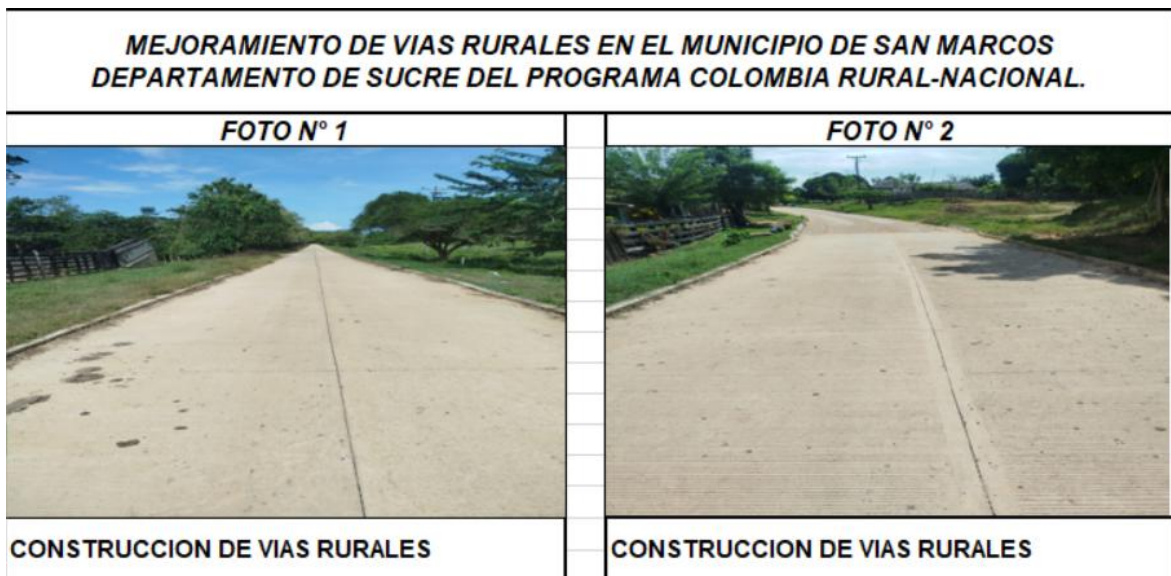 MEJORAMIENTO DE VIAS RURALES EN EL MUNICIPIO DE SAN MARCOS
DEPARTAMENTO DE SUCRE DEL PROGRAMA COLOMBIA RURAL-NACIONAL.
FOTO N° 1
FOTO N° 2
CONSTRUCCION DE VIAS RURALES
CONSTRUCCION DE VIAS RURALES